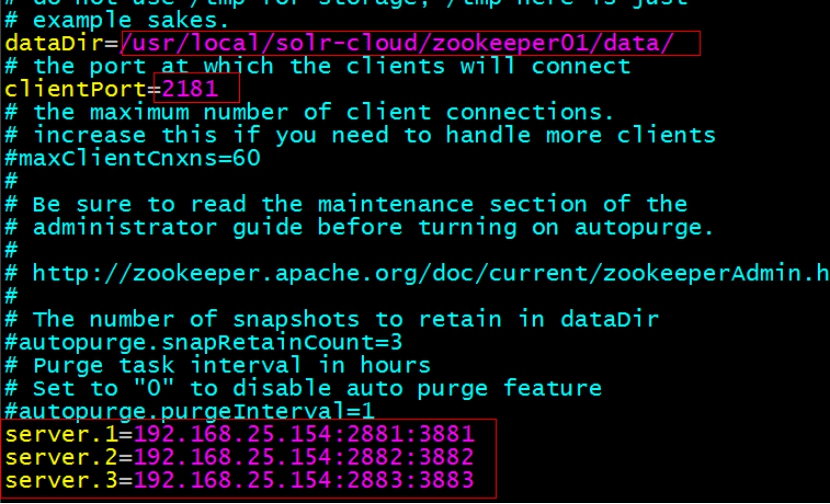 # do not use /tmp for storage, /tmp here is just
# example sakes.
dataDir=/usr/local/solr-cloud/zookeeper01/data/
# the port at which the clients will connect
clientPort=2181
# the maximum number of client connections.
# increase this if you need to handle more clients
#maxClientCnxns=60
#
# Be sure to read the maintenance section of the
# administrator guide before turning on autopurge.
#
# http://zookeeper.apache.org/doc/current/zookeeperAdmin.h
#
# The number of snapshots to retain in dataDir
#autopurge.snapRetainCount=3
# Purge task interval in hours
# Set to "0" to disable auto purge feature
#autopurge.purgeInterval=1
server.1=192.168.25.154:2881:3881
server.2=192.168.25.154:2882:3882
server.3=192.168.25.154:2883:3883